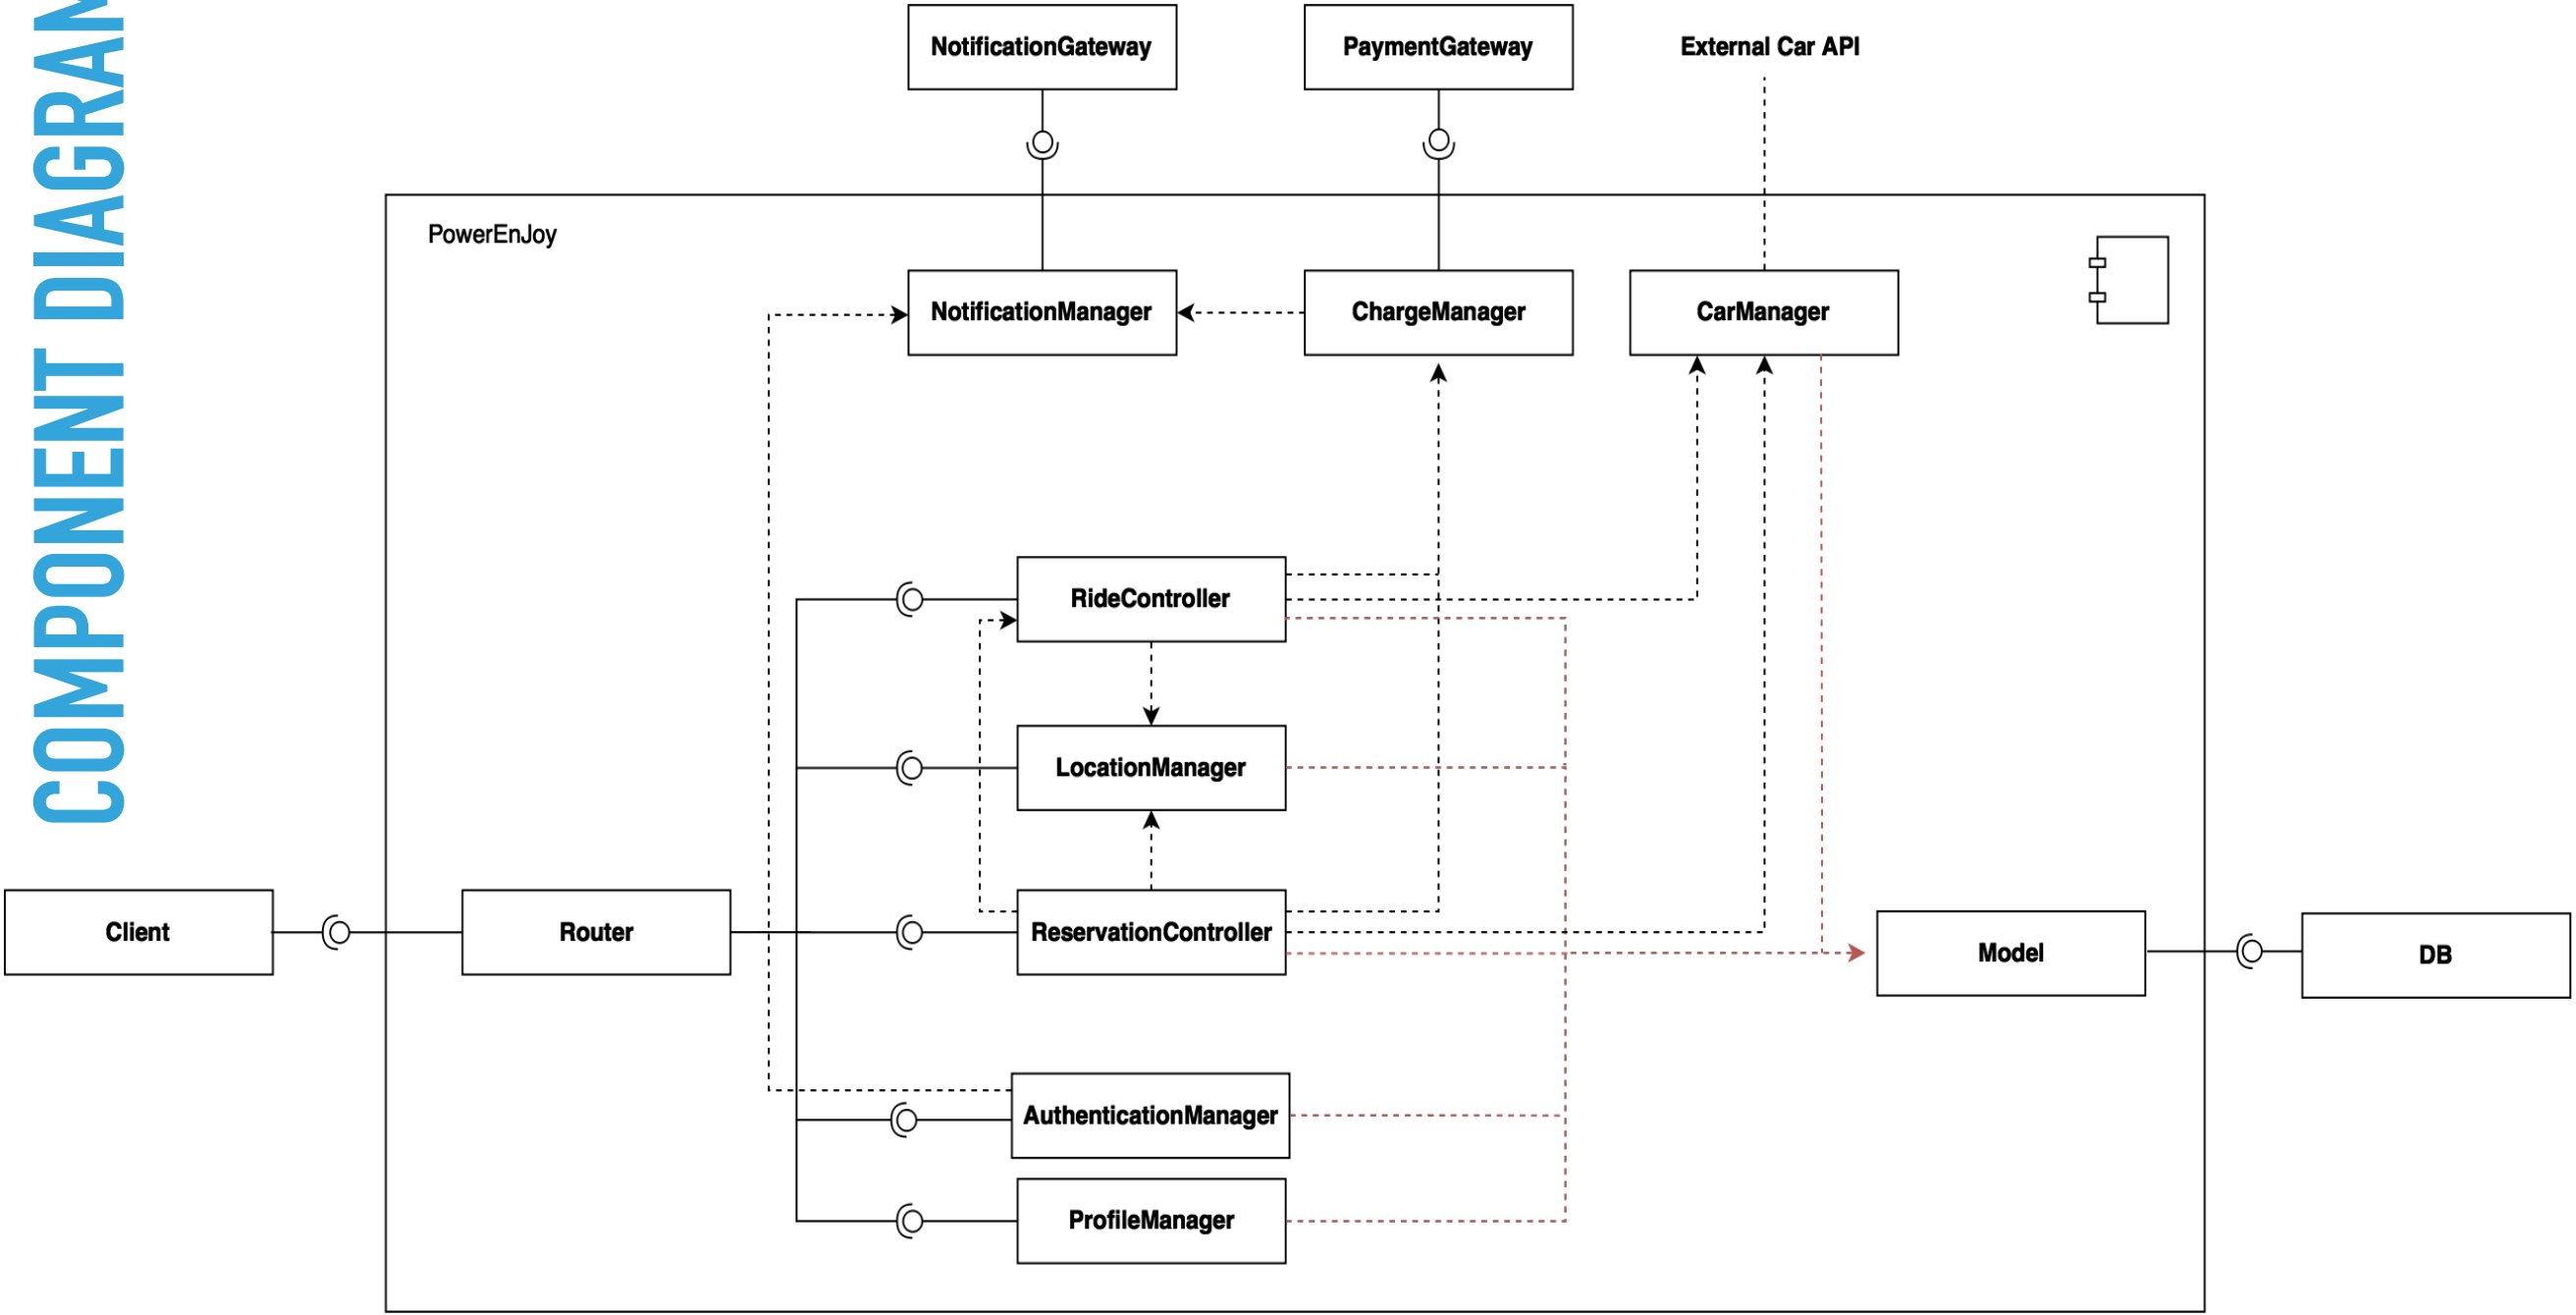 COMPONENT DIAGRAM
NotificationGateway
PaymentGateway
External Car API
PowerEnJoy
NotificationManager
ChargeManager
CarManager
RideController
LocationManager
Client
Router
ReservationController
Model
DB
AuthenticationManager
ProfileManager